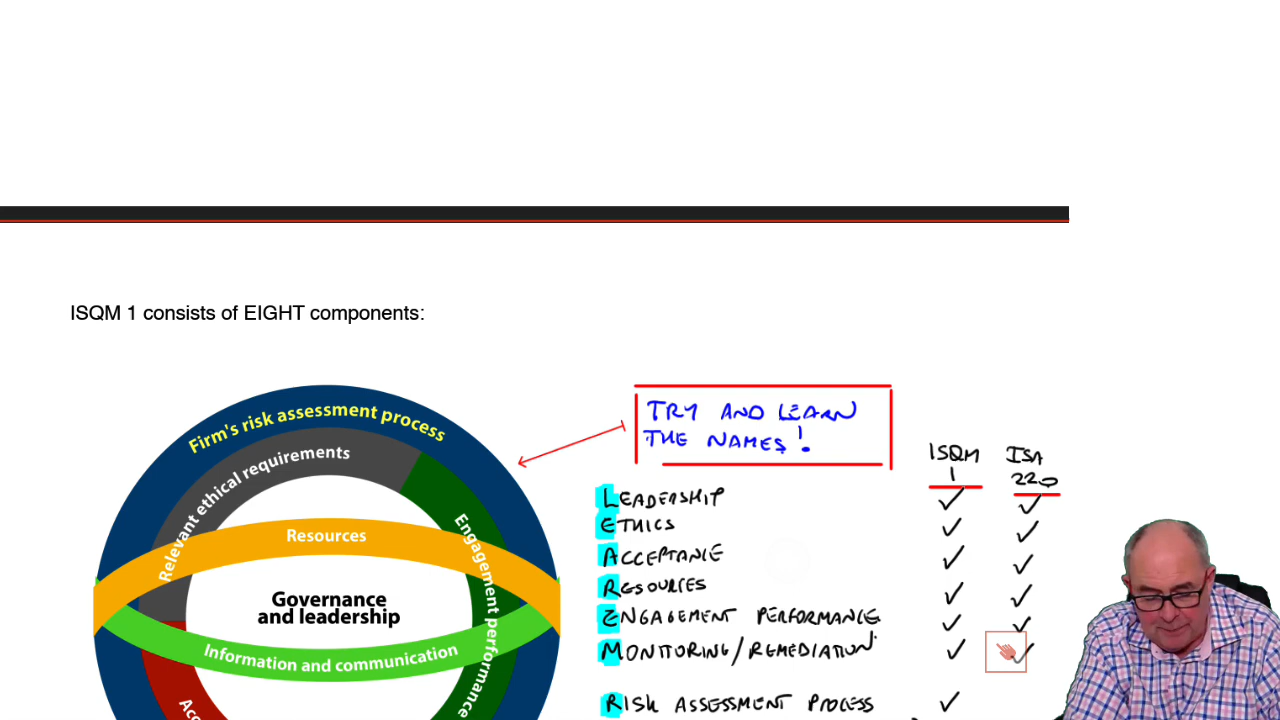 ISQM 1 consists of EIGHT components:
Firm's risk assessment process
Relevant ethical requirements
Engagement performance
Resources
Governance
and leadership
Information and communication
TRY AND LEARN
THE NAMES!
ISQM
1
ISA
220
LEADERSHIP
ETHICS
ACCEPTANCE
RESOURCES
ENGAGEMENT PERFORMANCE
MONITORING/REMEDIATION
RISK ASSESSMENT PROCESS